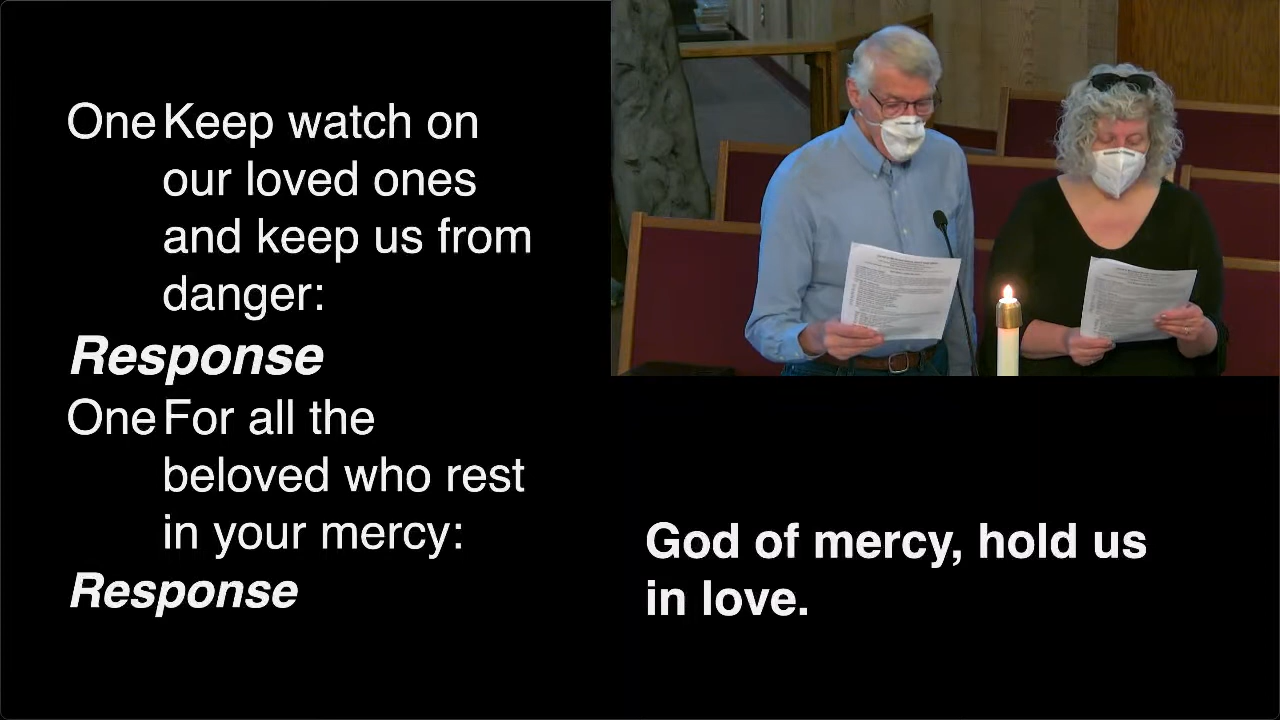 One Keep watch on
our loved ones
and keep us from
danger:
Response
One For all the
beloved who rest
in your mercy:
Response
God of mercy, hold us
in love.